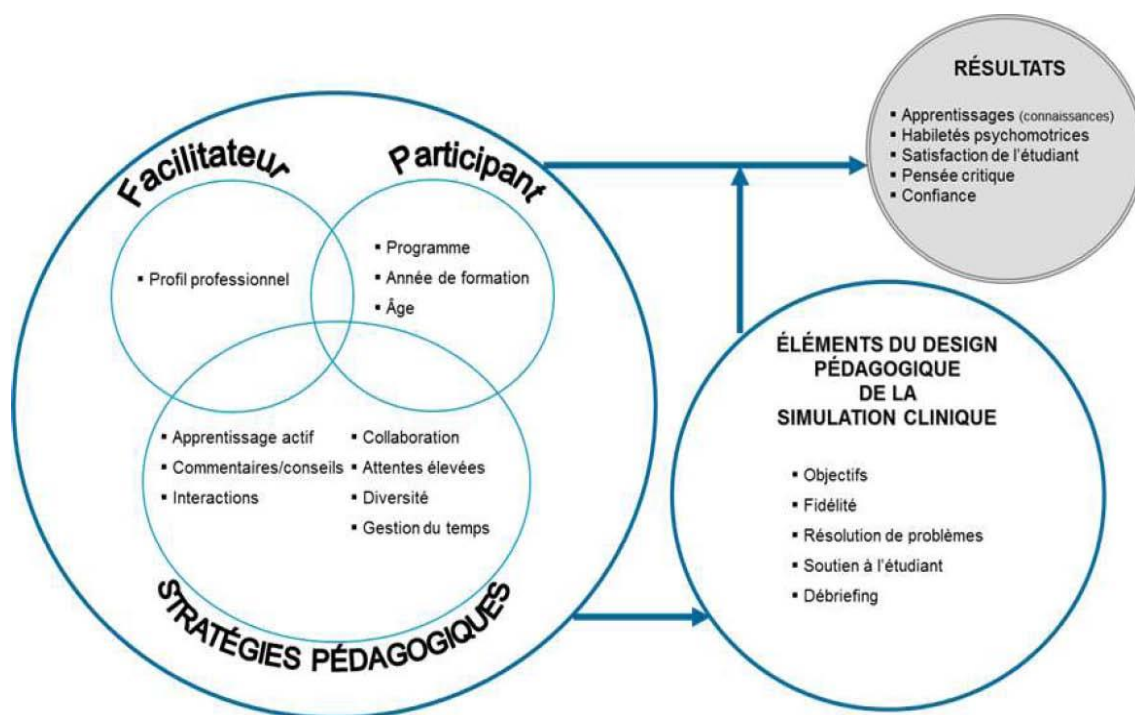 Facilitateur
Participant
▪ Profil professionnel
▪ Programme
▪ Année de formation
▪ Âge
▪ Apprentissage actif
▪ Commentaires/conseils
▪ Interactions
▪ Collaboration
▪ Attentes élevées
▪ Diversité
▪ Gestion du temps
STRATÉGIES PÉDAGOGIQUES
RÉSULTATS
▪ Apprentissages (connaissances)
▪ Habiletés psychomotrices
▪ Satisfaction de l'étudiant
▪ Pensée critique
▪ Confiance
ÉLÉMENTS DU DESIGN
PÉDAGOGIQUE
DE LA
SIMULATION CLINIQUE
▪ Objectifs
▪ Fidélité
▪ Résolution de problèmes
▪ Soutien à l'étudiant
▪ Débriefing